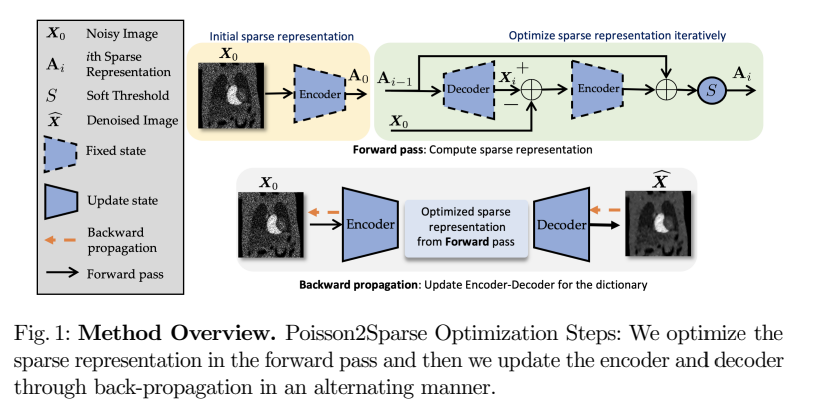 X₀ Noisy Image
Aᵢ ith Sparse
Representation
S Soft Threshold
X̂ Denoised Image
Fixed state
Update state
Backward
propagation
Forward pass
Initial sparse representation
X₀
Encoder
A₀
Optimize sparse representation iteratively
Aᵢ₋₁
Decoder
Xᵢ
+
−
Encoder
S
Aᵢ
X₀
Forward pass: Compute sparse representation
X₀
Encoder
Optimized sparse
representation
from Forward pass
Decoder
X̂
Backward propagation: Update Encoder-Decoder for the dictionary
Fig. 1: Method Overview. Poisson2Sparse Optimization Steps: We optimize the
sparse representation in the forward pass and then we update the encoder and decoder
through back-propagation in an alternating manner.